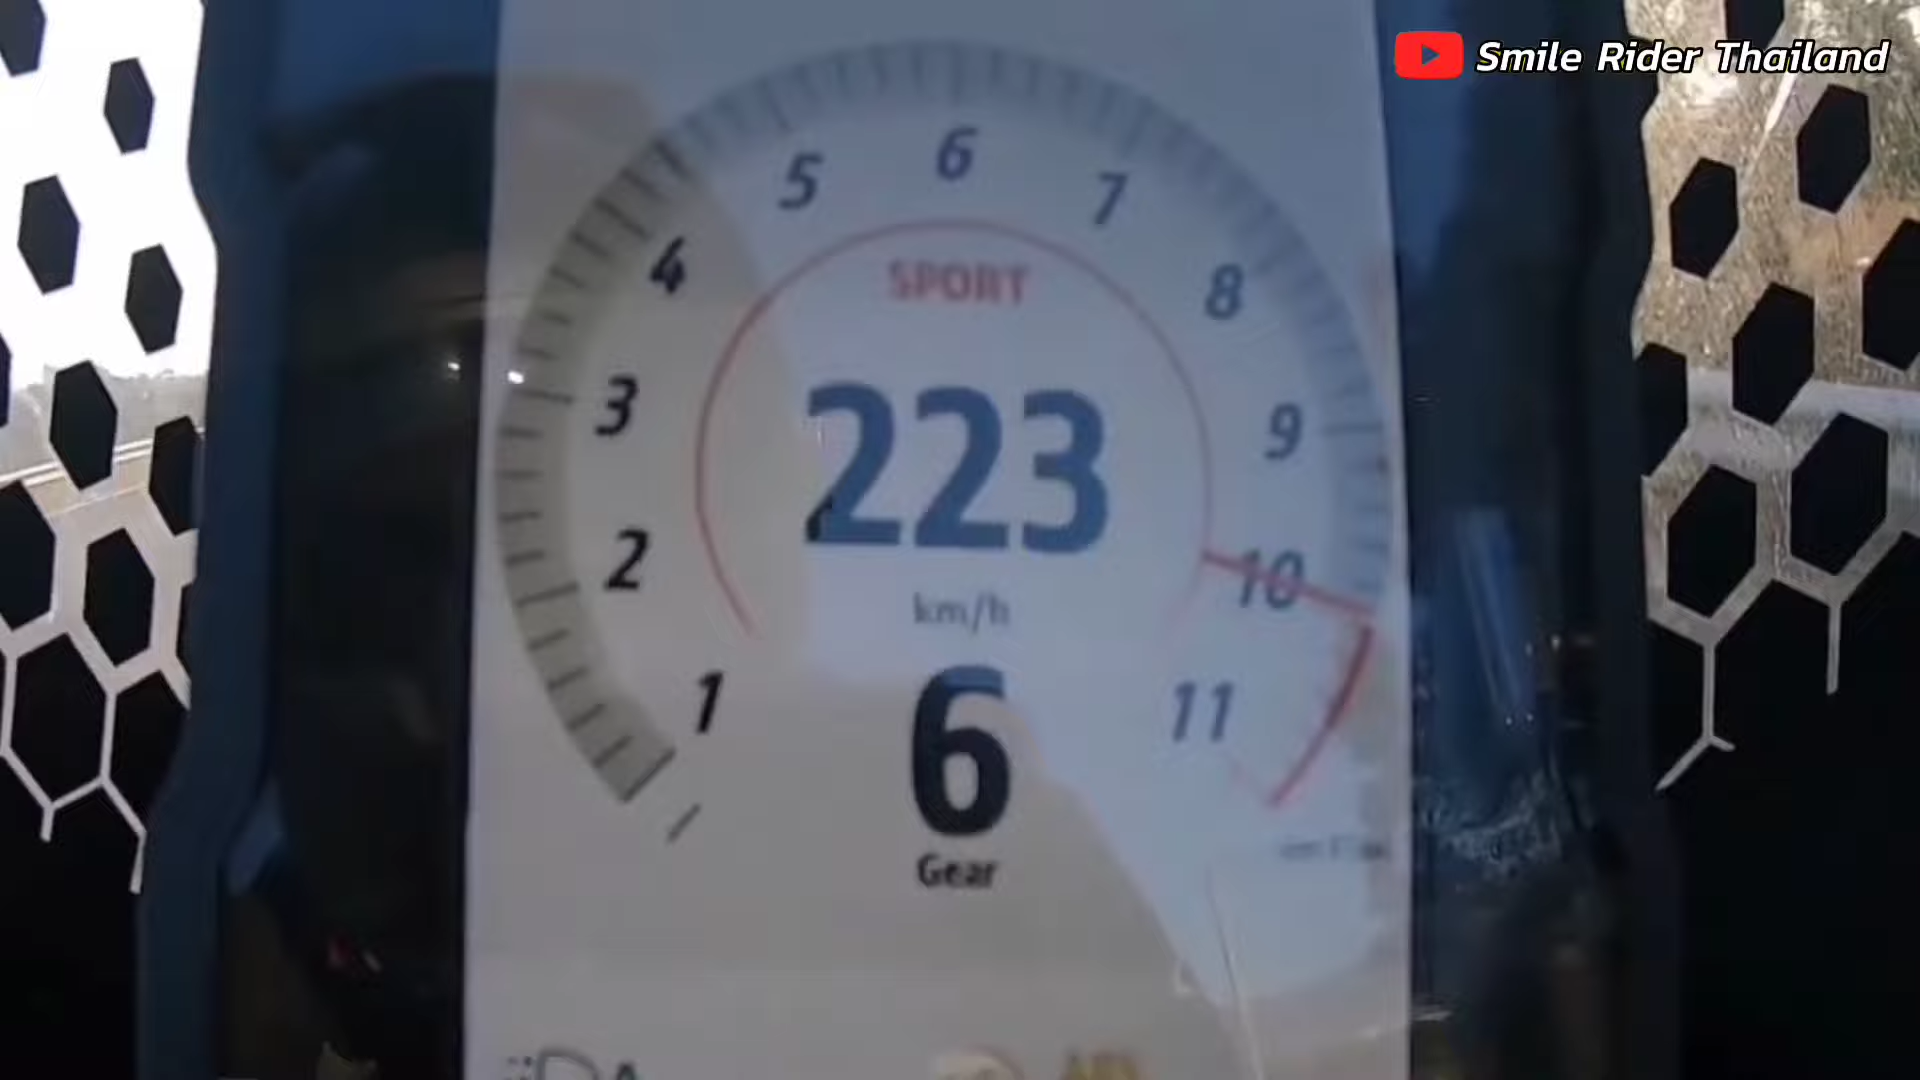 Smile Rider Thailand
5 6 7
4 8
SPORT
3 223 9
2 10
km/h
1 6 11
Gear